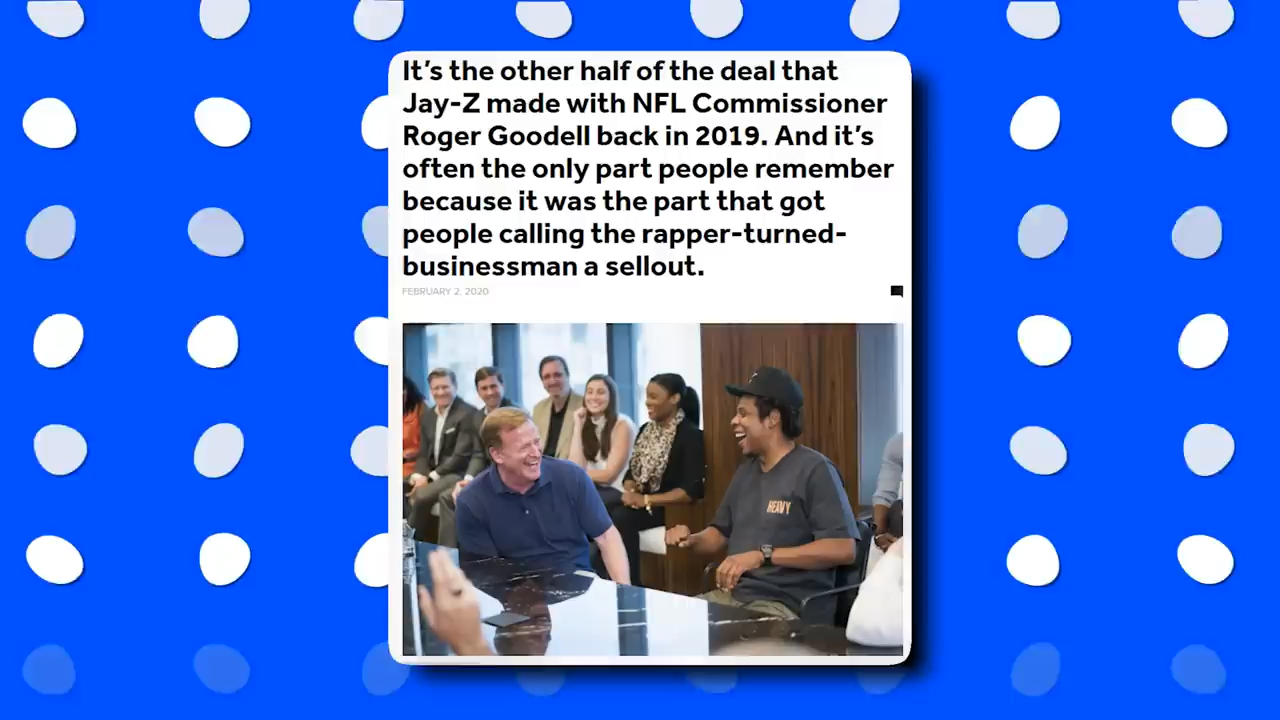 It's the other half of the deal that
Jay-Z made with NFL Commissioner
Roger Goodell back in 2019. And it's
often the only part people remember
because it was the part that got
people calling the rapper-turned-
businessman a sellout.
FEBRUARY 2, 2020
HEAVY